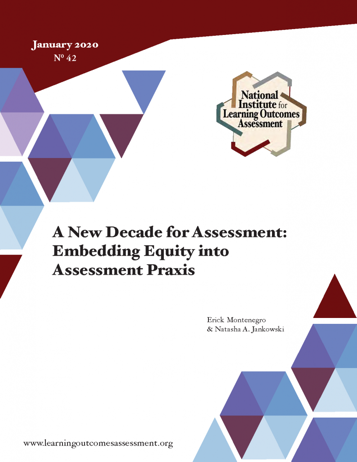 January 2020
Nº 42
National
Institute for
Learning Outcomes
Assessment
A New Decade for Assessment:
Embedding Equity into
Assessment Praxis
Erick Montenegro
& Natasha A. Jankowski
www.learningoutcomesassessment.org